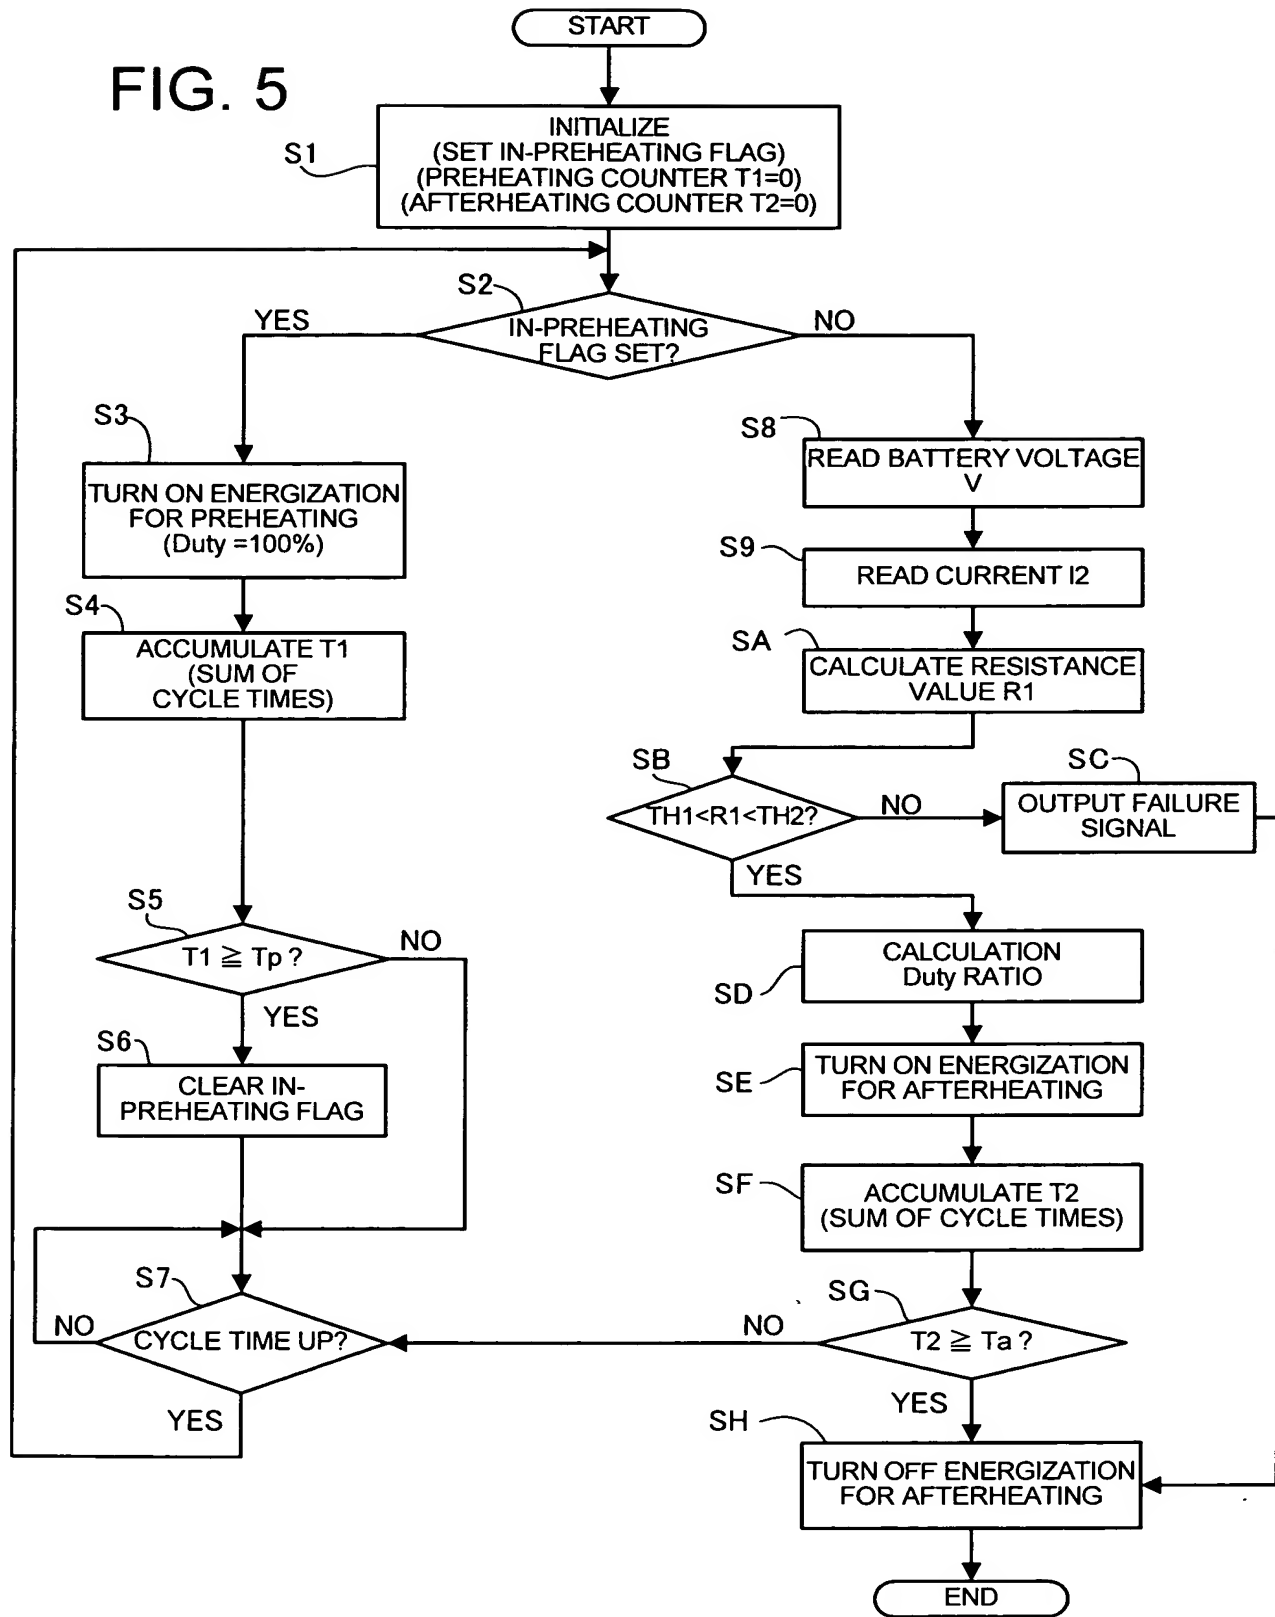 START
FIG. 5
S1
INITIALIZE
(SET IN-PREHEATING FLAG)
(PREHEATING COUNTER T1=0)
(AFTERHEATING COUNTER T2=0)
S2
YES
IN-PREHEATING
FLAG SET?
NO
S3
TURN ON ENERGIZATION
FOR PREHEATING
(Duty =100%)
S4
ACCUMULATE T1
(SUM OF
CYCLE TIMES)
S5
T1 ≧ Tp ?
NO
YES
S6
CLEAR IN-
PREHEATING FLAG
S7
NO
CYCLE TIME UP?
YES
S8
READ BATTERY VOLTAGE
V
S9
READ CURRENT I2
SA
CALCULATE RESISTANCE
VALUE R1
SB
TH1<R1<TH2?
NO
YES
SC
OUTPUT FAILURE
SIGNAL
SD
CALCULATION
Duty RATIO
SE
TURN ON ENERGIZATION
FOR AFTERHEATING
SF
ACCUMULATE T2
(SUM OF CYCLE TIMES)
SG
NO
T2 ≧ Ta ?
YES
SH
TURN OFF ENERGIZATION
FOR AFTERHEATING
END